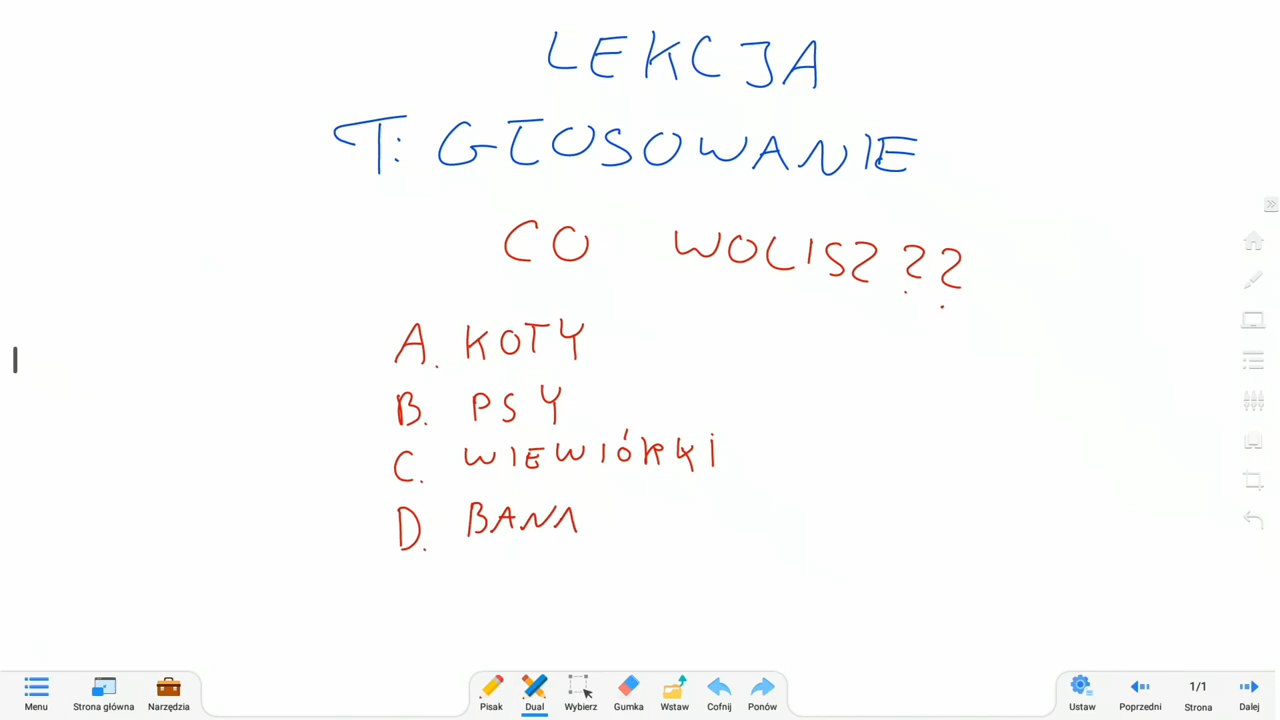 LEKCJA
T: GŁOSOWANIE
CO WOLISZ??
A. KOTY
B. PSY
C. WIEWIÓRKI
D. BANA
Menu
Strona główna
Narzędzia
Pisak
Dual
Wybierz
Gumka
Wstaw
Cofnij
Ponów
Ustaw
Poprzedni
1/1
Strona
Dalej